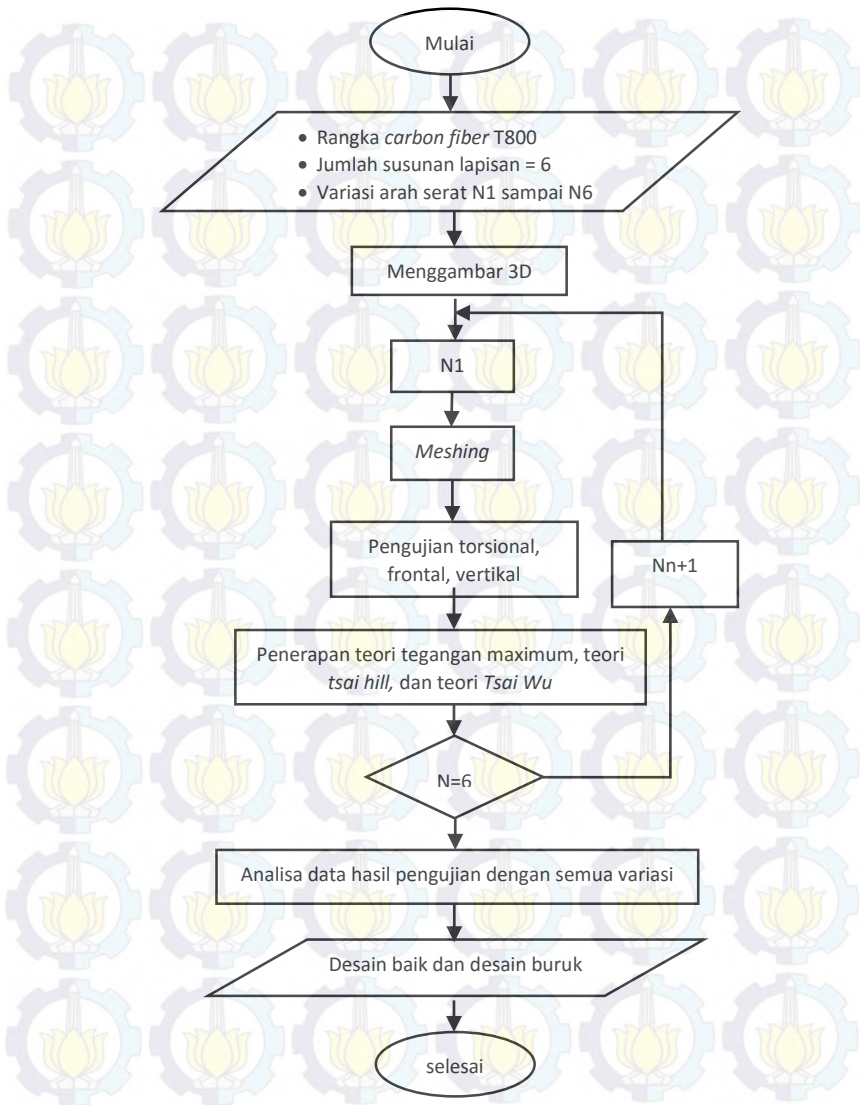 Mulai
• Rangka carbon fiber T800
• Jumlah susunan lapisan = 6
• Variasi arah serat N1 sampai N6
Menggambar 3D
N1
Meshing
Pengujian torsional,
frontal, vertikal
Nn+1
Penerapan teori tegangan maximum, teori
tsai hill, dan teori Tsai Wu
N=6
Analisa data hasil pengujian dengan semua variasi
Desain baik dan desain buruk
selesai